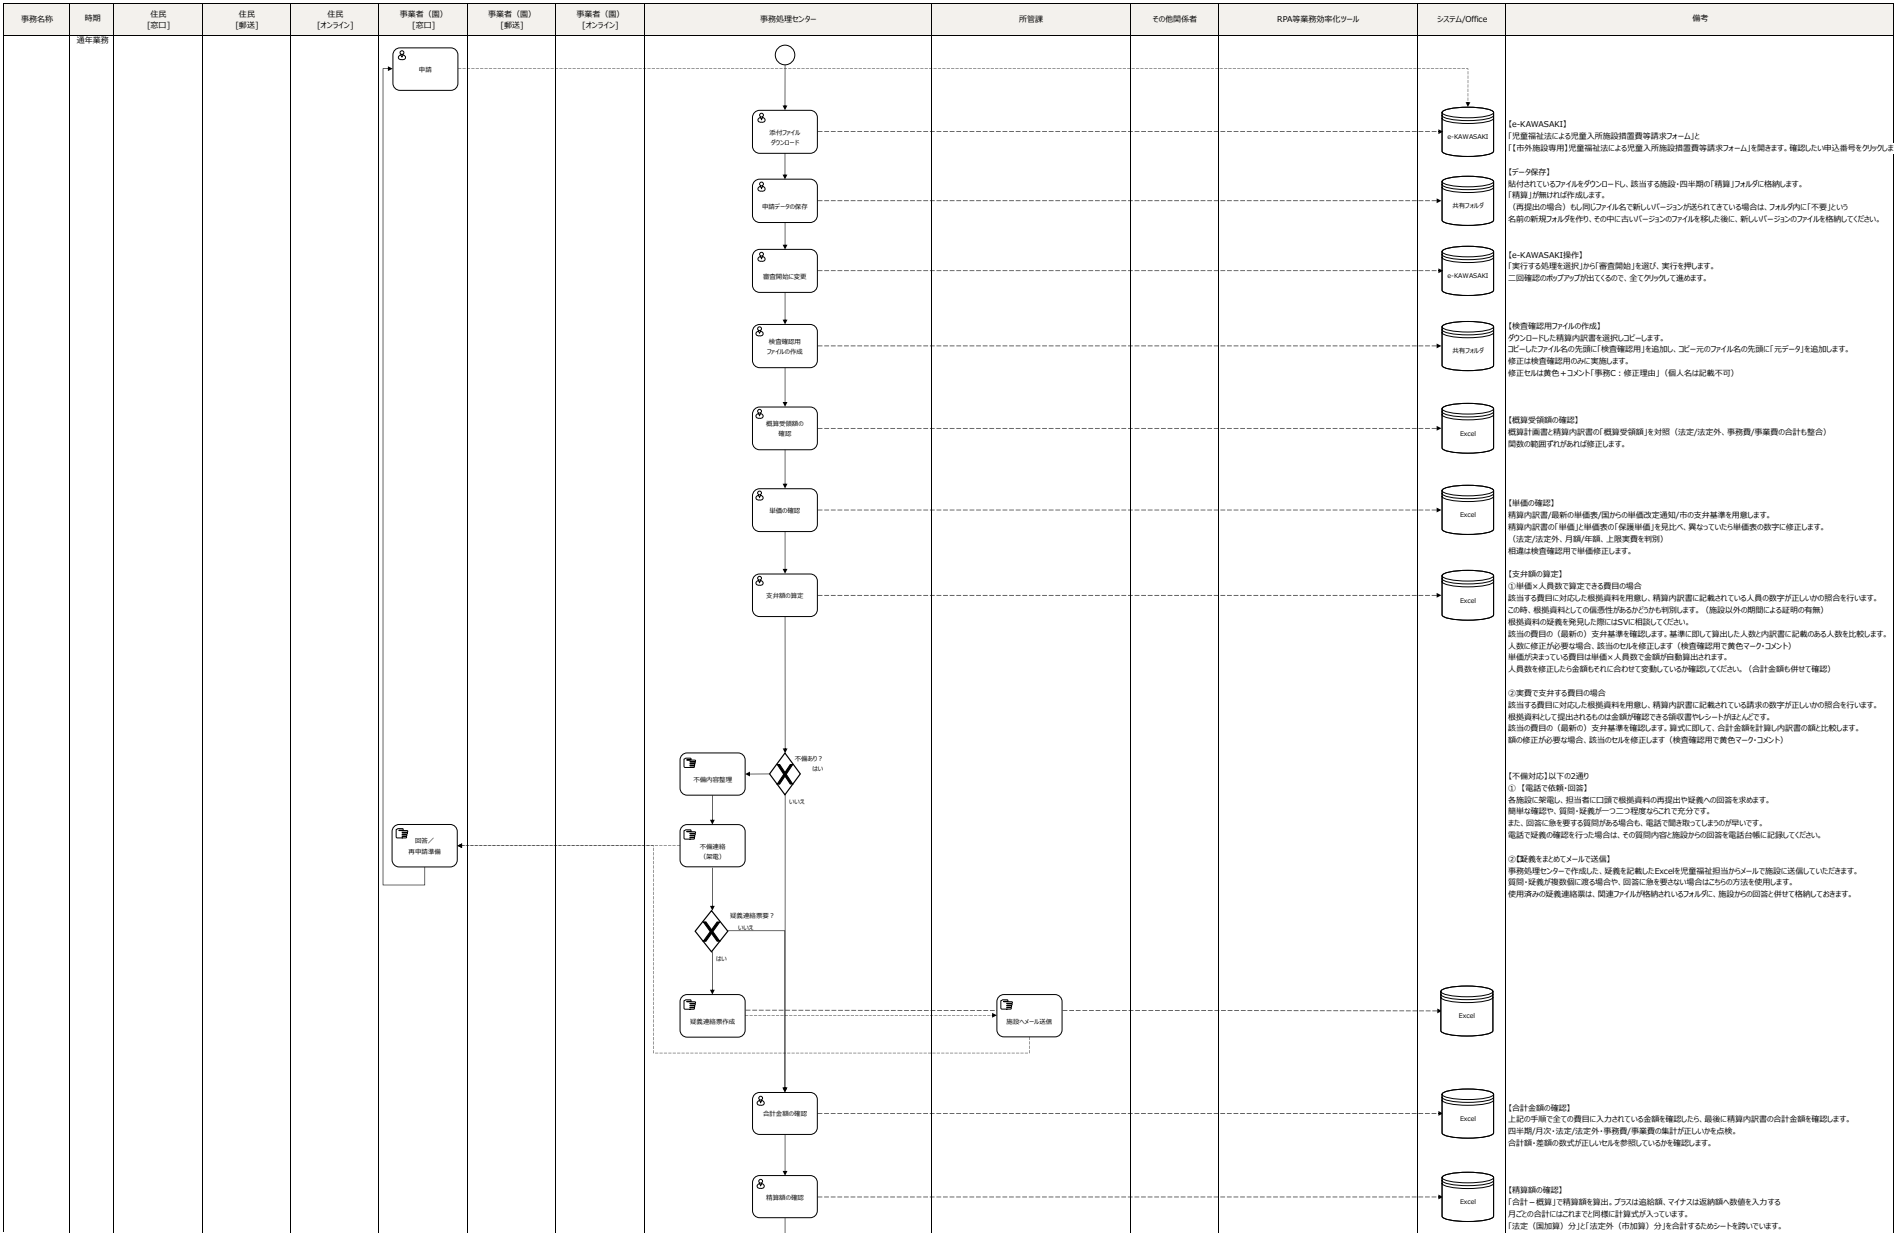 事務名称
時期
住民
[窓口]
住民
[郵送]
住民
[オンライン]
事業者（園）
[窓口]
事業者（園）
[郵送]
事業者（園）
[オンライン]
事務処理センター
所管課
その他関係者
RPA等業務効率化ツール
システム/Office
備考
通年業務
申請
添付ファイル
ダウンロード
e-KAWASAKI
【e-KAWASAKI】
「児童福祉法による児童入所施設措置費等請求フォーム」と
「【市外施設専用】児童福祉法による児童入所施設措置費等請求フォーム」を開きます。確認したい申込番号をクリックしま
申請データの保存
共有フォルダ
【データ保存】
貼付されているファイルをダウンロードし、該当する施設・四半期の「精算」フォルダに格納します。
「精算」が無ければ作成します。
（再提出の場合）もし同じファイル名で新しいバージョンが送られてきている場合は、フォルダ内に「不要」という
名前の新規フォルダを作り、その中に古いバージョンのファイルを移した後に、新しいバージョンのファイルを格納してください。
審査開始に変更
e-KAWASAKI
【e-KAWASAKI操作】
「実行する処理を選択」から「審査開始」を選び、実行を押します。
二回確認のポップアップが出てくるので、全てクリックして進めます。
検査確認用
ファイルの作成
共有フォルダ
【検査確認用ファイルの作成】
ダウンロードした精算内訳書を選択しコピーします。
コピーしたファイル名の先頭に「検査確認用」を追加し、コピー元のファイル名の先頭に「元データ」を追加します。
修正は検査確認用のみに実施します。
修正セルは黄色＋コメント「事務C：修正理由」（個人名は記載不可）
概算受領額の
確認
Excel
【概算受領額の確認】
概算計画書と精算内訳書の「概算受領額」を対照（法定/法定外、事務費/事業費の合計も整合）
関数の範囲ずれがあれば修正します。
単価の確認
Excel
【単価の確認】
精算内訳書/最新の単価表/国からの単価改定通知/市の支弁基準を用意します。
精算内訳書の「単価」と単価表の「保護単価」を見比べ、異なっていたら単価表の数字に修正します。
（法定/法定外、月額/年額、上限実費を判別）
相違は検査確認用で単価修正します。
支弁額の算定
Excel
【支弁額の算定】
①単価×人員数で算定できる費目の場合
該当する費目に対応した根拠資料を用意し、精算内訳書に記載されている人員の数字が正しいかの照合を行います。
この時、根拠資料としての信憑性があるかどうかも判別します。（施設以外の期間による証明の有無）
根拠資料の疑義を発見した際にはSVに相談してください。
該当の費目の（最新の）支弁基準を確認します。基準に即して算出した人数と内訳書に記載のある人数を比較します。
人数に修正が必要な場合、該当のセルを修正します（検査確認用で黄色マーク・コメント）
単価が決まっている費目は単価×人員数で金額が自動算出されます。
人員数を修正したら金額もそれに合わせて変動しているか確認してください。（合計金額も併せて確認）
②実費で支弁する費目の場合
該当する費目に対応した根拠資料を用意し、精算内訳書に記載されている請求の数字が正しいかの照合を行います。
根拠資料として提出されるものは金額が確認できる領収書やレシートがほとんどです。
該当の費目の（最新の）支弁基準を確認します。算式に即して、合計金額を計算し内訳書の額と比較します。
額の修正が必要な場合、該当のセルを修正します（検査確認用で黄色マーク・コメント）
不備あり？
はい
いいえ
不備内容整理
【不備対応】以下の2通り
①【電話で依頼・回答】
各施設に架電し、担当者に口頭で根拠資料の再提出や疑義への回答を求めます。
簡単な確認や、質問・疑義が一つ二つ程度ならこれで充分です。
また、回答に急を要する質問がある場合も、電話で聞き取ってしまうのが早いです。
電話で疑義の確認を行った場合は、その質問内容と施設からの回答を電話台帳に記録してください。
回答／
再申請準備
不備連絡
（架電）
②【疑義をまとめてメールで送信】
事務処理センターで作成した、疑義を記載したExcelを児童福祉担当からメールで施設に送信していただきます。
質問・疑義が複数個に渡る場合や、回答に急を要さない場合はこちらの方法を使用します。
使用済みの疑義連絡票は、関連ファイルが格納されいるフォルダに、施設からの回答と併せて格納しておきます。
疑義連絡票要？
いいえ
はい
疑義連絡票作成
施設へメール送信
Excel
合計金額の確認
Excel
【合計金額の確認】
上記の手順で全ての費目に入力されている金額を確認したら、最後に精算内訳書の合計金額を確認します。
四半期/月次・法定/法定外・事務費/事業費の集計が正しいかを点検。
合計額・差額の数式が正しいセルを参照しているかを確認します。
精算額の確認
Excel
【精算額の確認】
「合計－概算」で精算額を算出。プラスは追給額、マイナスは返納額へ数値を入力する
月ごとの合計にはこれまでと同様に計算式が入っています。
「法定（国加算）分」と「法定外（市加算）分」を合計するためシートを跨いでいます。